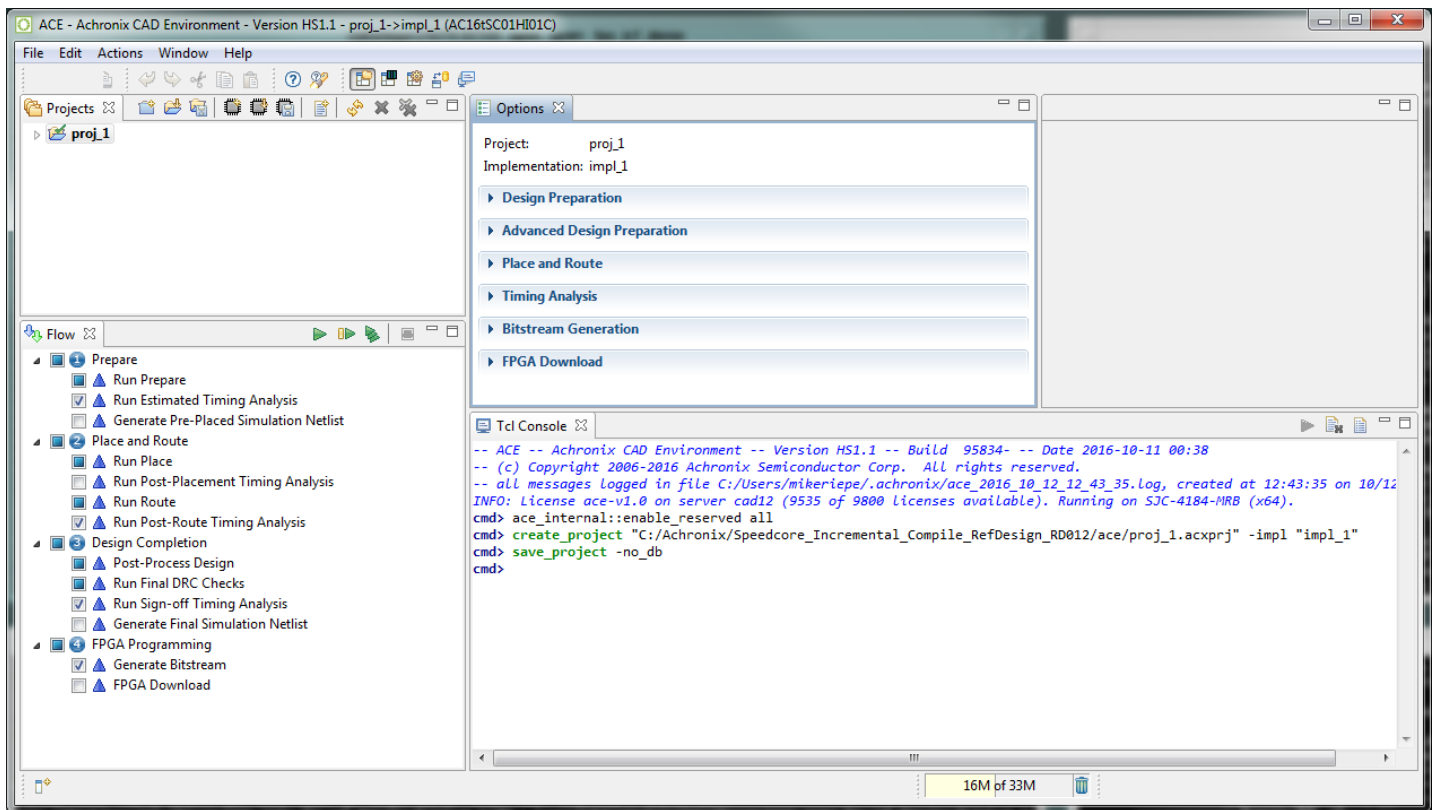 ACE - Achronix CAD Environment - Version HS1.1 - proj_1->impl_1 (AC16tSC01HI01C)
File Edit Actions Window Help
Projects
proj_1
Options
Project: proj_1
Implementation: impl_1
Design Preparation
Advanced Design Preparation
Place and Route
Timing Analysis
Bitstream Generation
FPGA Download
Flow
1 Prepare
Run Prepare
Run Estimated Timing Analysis
Generate Pre-Placed Simulation Netlist
2 Place and Route
Run Place
Run Post-Placement Timing Analysis
Run Route
Run Post-Route Timing Analysis
3 Design Completion
Post-Process Design
Run Final DRC Checks
Run Sign-off Timing Analysis
Generate Final Simulation Netlist
4 FPGA Programming
Generate Bitstream
FPGA Download
Tcl Console
-- ACE -- Achronix CAD Environment -- Version HS1.1 -- Build 95834- -- Date 2016-10-11 00:38
-- (c) Copyright 2006-2016 Achronix Semiconductor Corp. All rights reserved.
-- all messages logged in file C:/Users/mikeriepe/.achronix/ace_2016_10_12_12_43_35.log, created at 12:43:35 on 10/12
INFO: License ace-v1.0 on server cad12 (9535 of 9800 licenses available). Running on SJC-4184-MRB (x64).
cmd> ace_internal::enable_reserved all
cmd> create_project "C:/Achronix/Speedcore_Incremental_Compile_RefDesign_RD012/ace/proj_1.acxprj" -impl "impl_1"
cmd> save_project -no_db
cmd>
16M of 33M